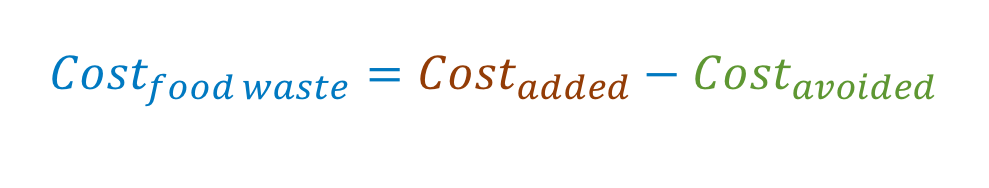 Cost_food waste = Cost_added − Cost_avoided